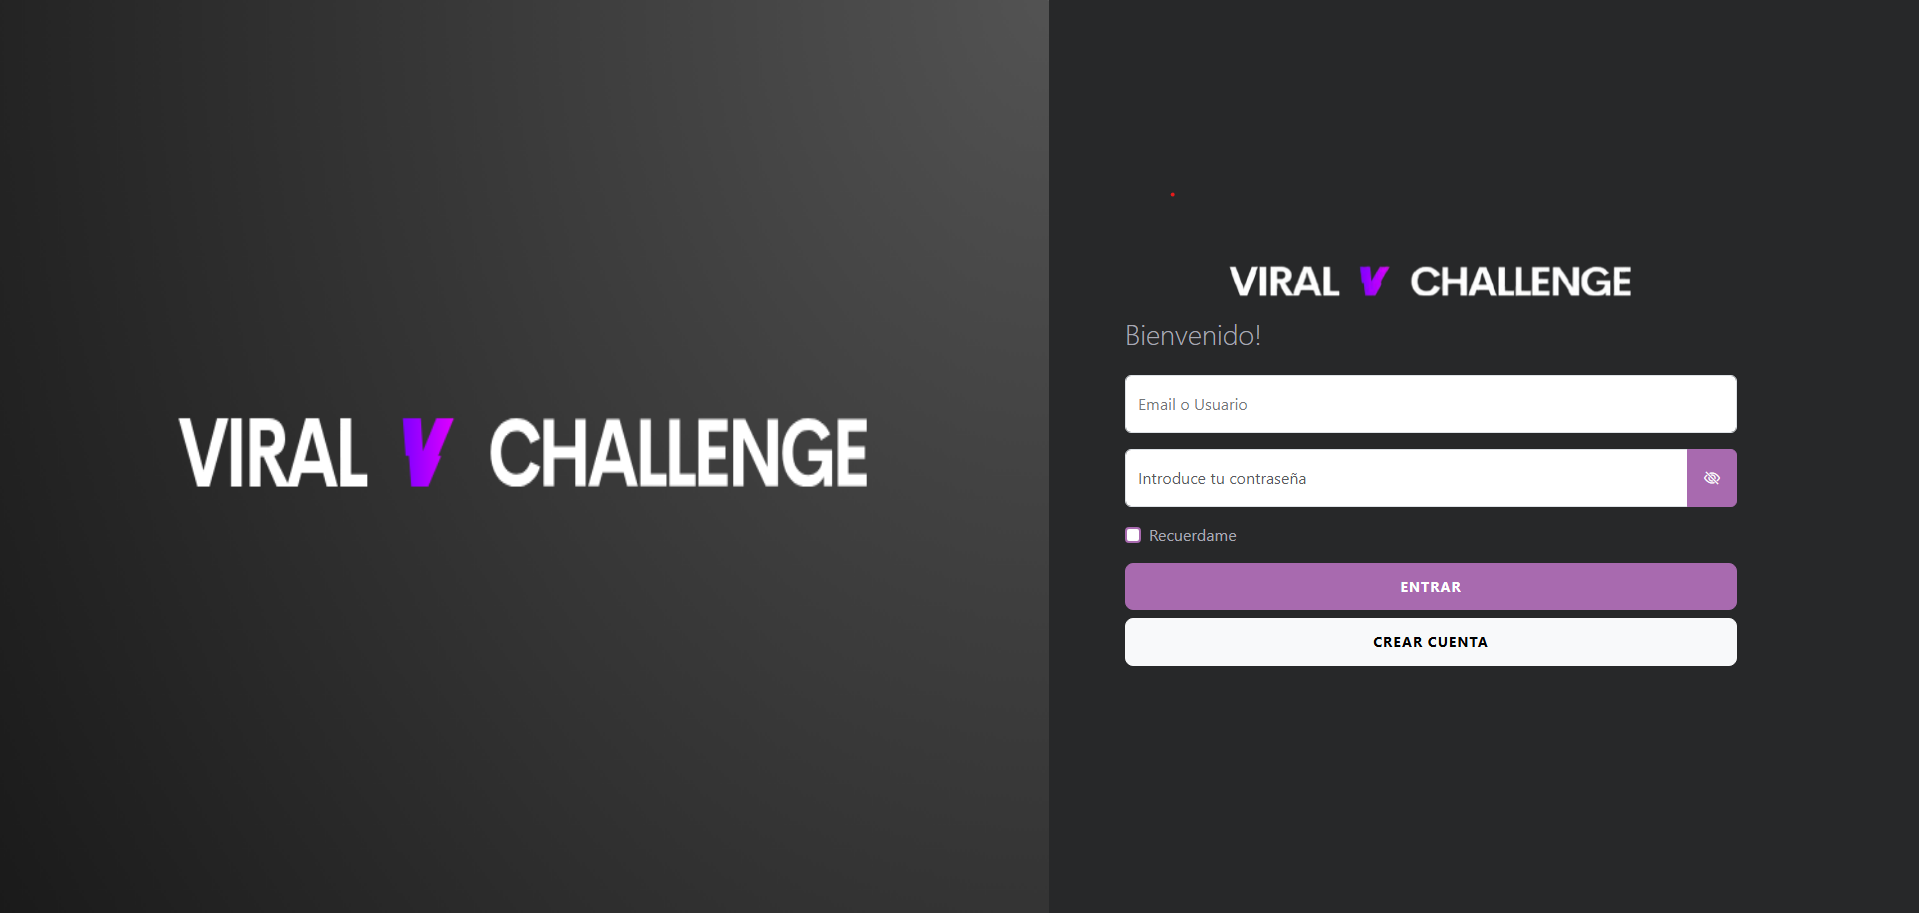 VIRAL V CHALLENGE
VIRAL V CHALLENGE
Bienvenido!
Email o Usuario
Introduce tu contraseña
Recuerdame
ENTRAR
CREAR CUENTA